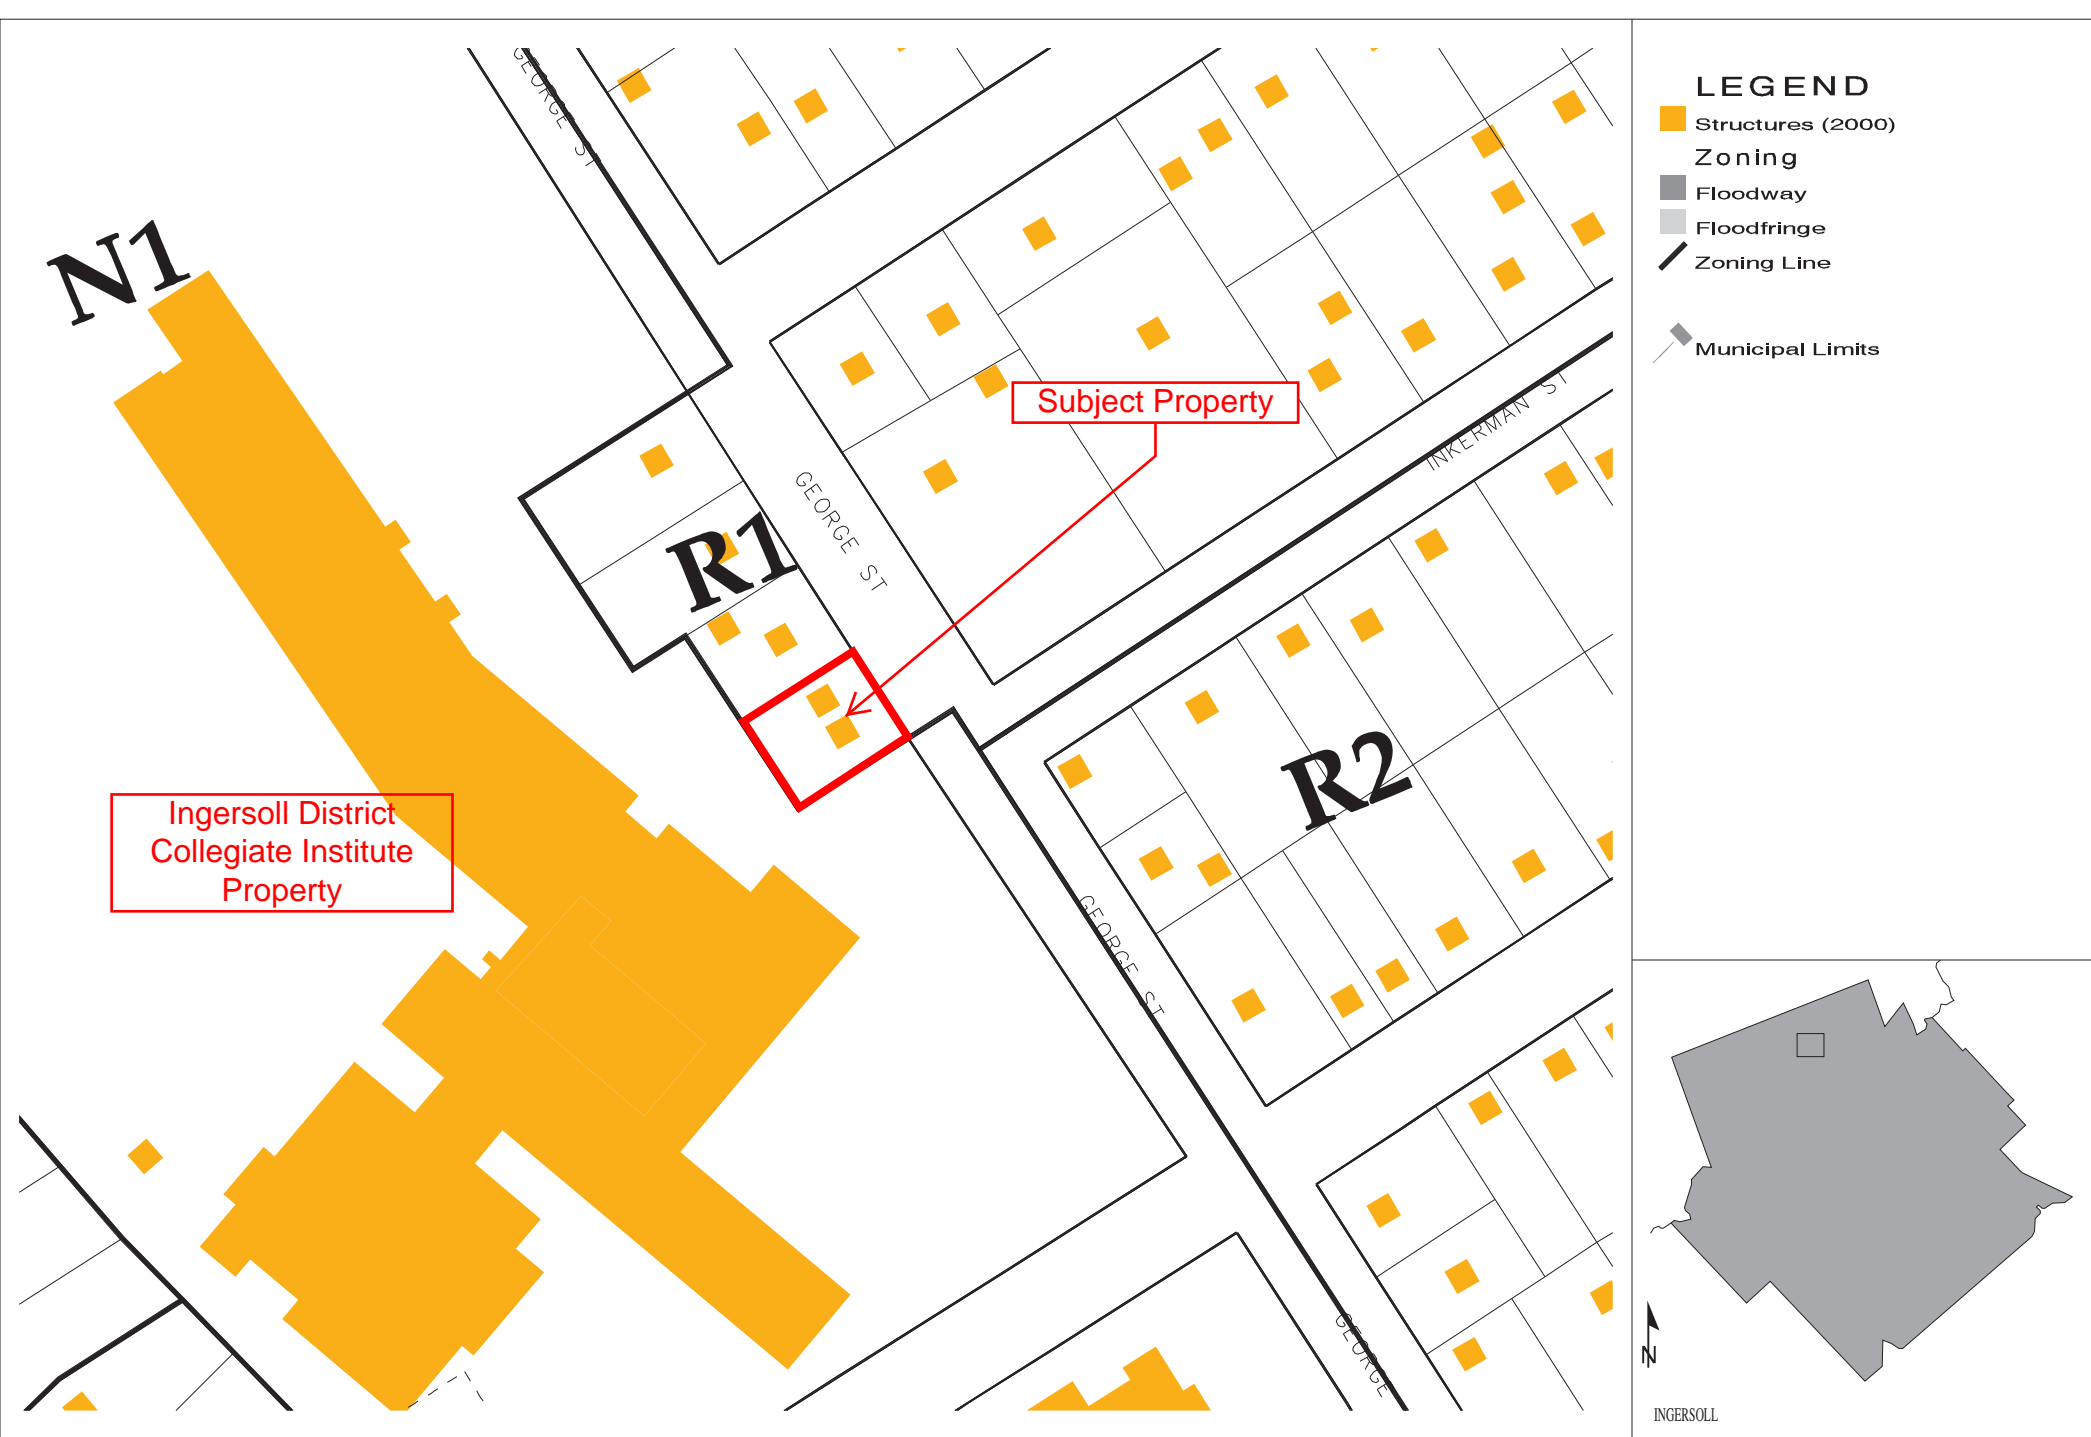 GEORGE ST
N1
Subject Property
INKERMAN ST
GEORGE ST
R1
R2
Ingersoll District
Collegiate Institute
Property
GEORGE ST
GEORGE
LEGEND
Structures (2000)
Zoning
Floodway
Floodfringe
Zoning Line
Municipal Limits
N
INGERSOLL